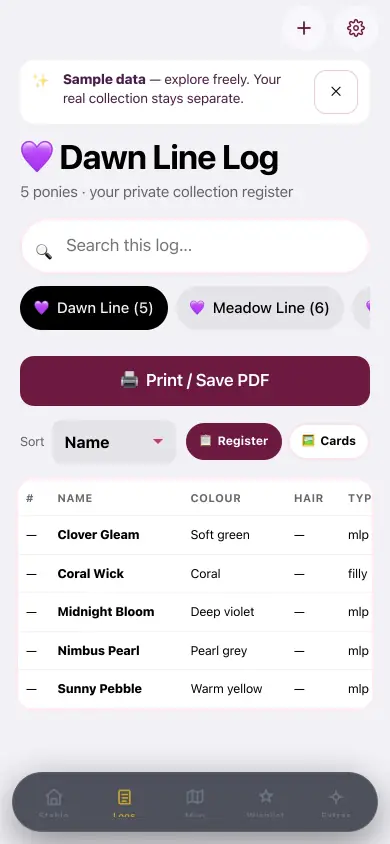 Sample data — explore freely. Your
real collection stays separate.
Dawn Line Log
5 ponies · your private collection register
Search this log...
Dawn Line (5)
Meadow Line (6)
Print / Save PDF
Sort
Name
Register
Cards
# NAME COLOUR HAIR TYP
— Clover Gleam Soft green — mlp
— Coral Wick Coral — filly
— Midnight Bloom Deep violet — mlp
— Nimbus Pearl Pearl grey — mlp
— Sunny Pebble Warm yellow — mlp